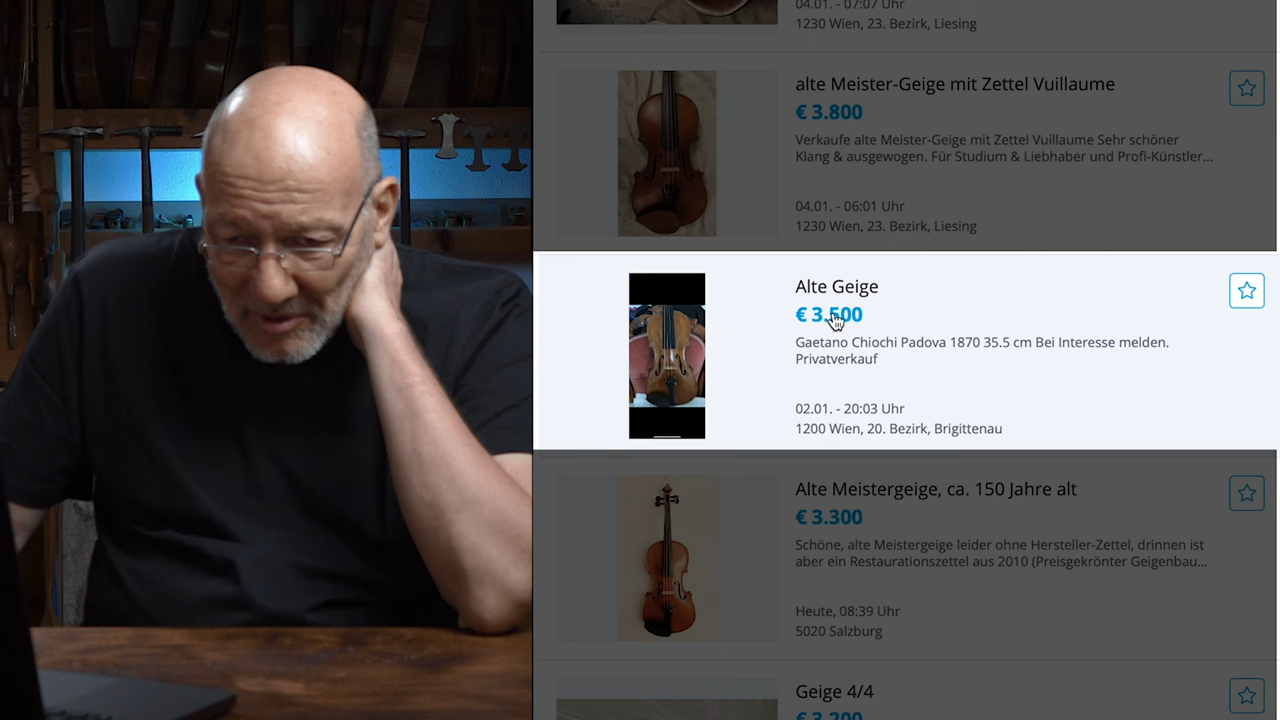 04.01. - 07:07 Uhr
1230 Wien, 23. Bezirk, Liesing
alte Meister-Geige mit Zettel Vuillaume
€ 3.800
Verkaufe alte Meister-Geige mit Zettel Vuillaume Sehr schöner
Klang & ausgewogen. Für Studium & Liebhaber und Profi-Künstler...
04.01. - 06:01 Uhr
1230 Wien, 23. Bezirk, Liesing
Alte Geige
€ 3.500
Gaetano Chiochi Padova 1870 35.5 cm Bei Interesse melden.
Privatverkauf
02.01. - 20:03 Uhr
1200 Wien, 20. Bezirk, Brigittenau
Alte Meistergeige, ca. 150 Jahre alt
€ 3.300
Schöne, alte Meistergeige leider ohne Hersteller-Zettel, drinnen ist
aber ein Restaurationszettel aus 2010 (Preisgekrönter Geigenbau...
Heute, 08:39 Uhr
5020 Salzburg
Geige 4/4
€ 3.200